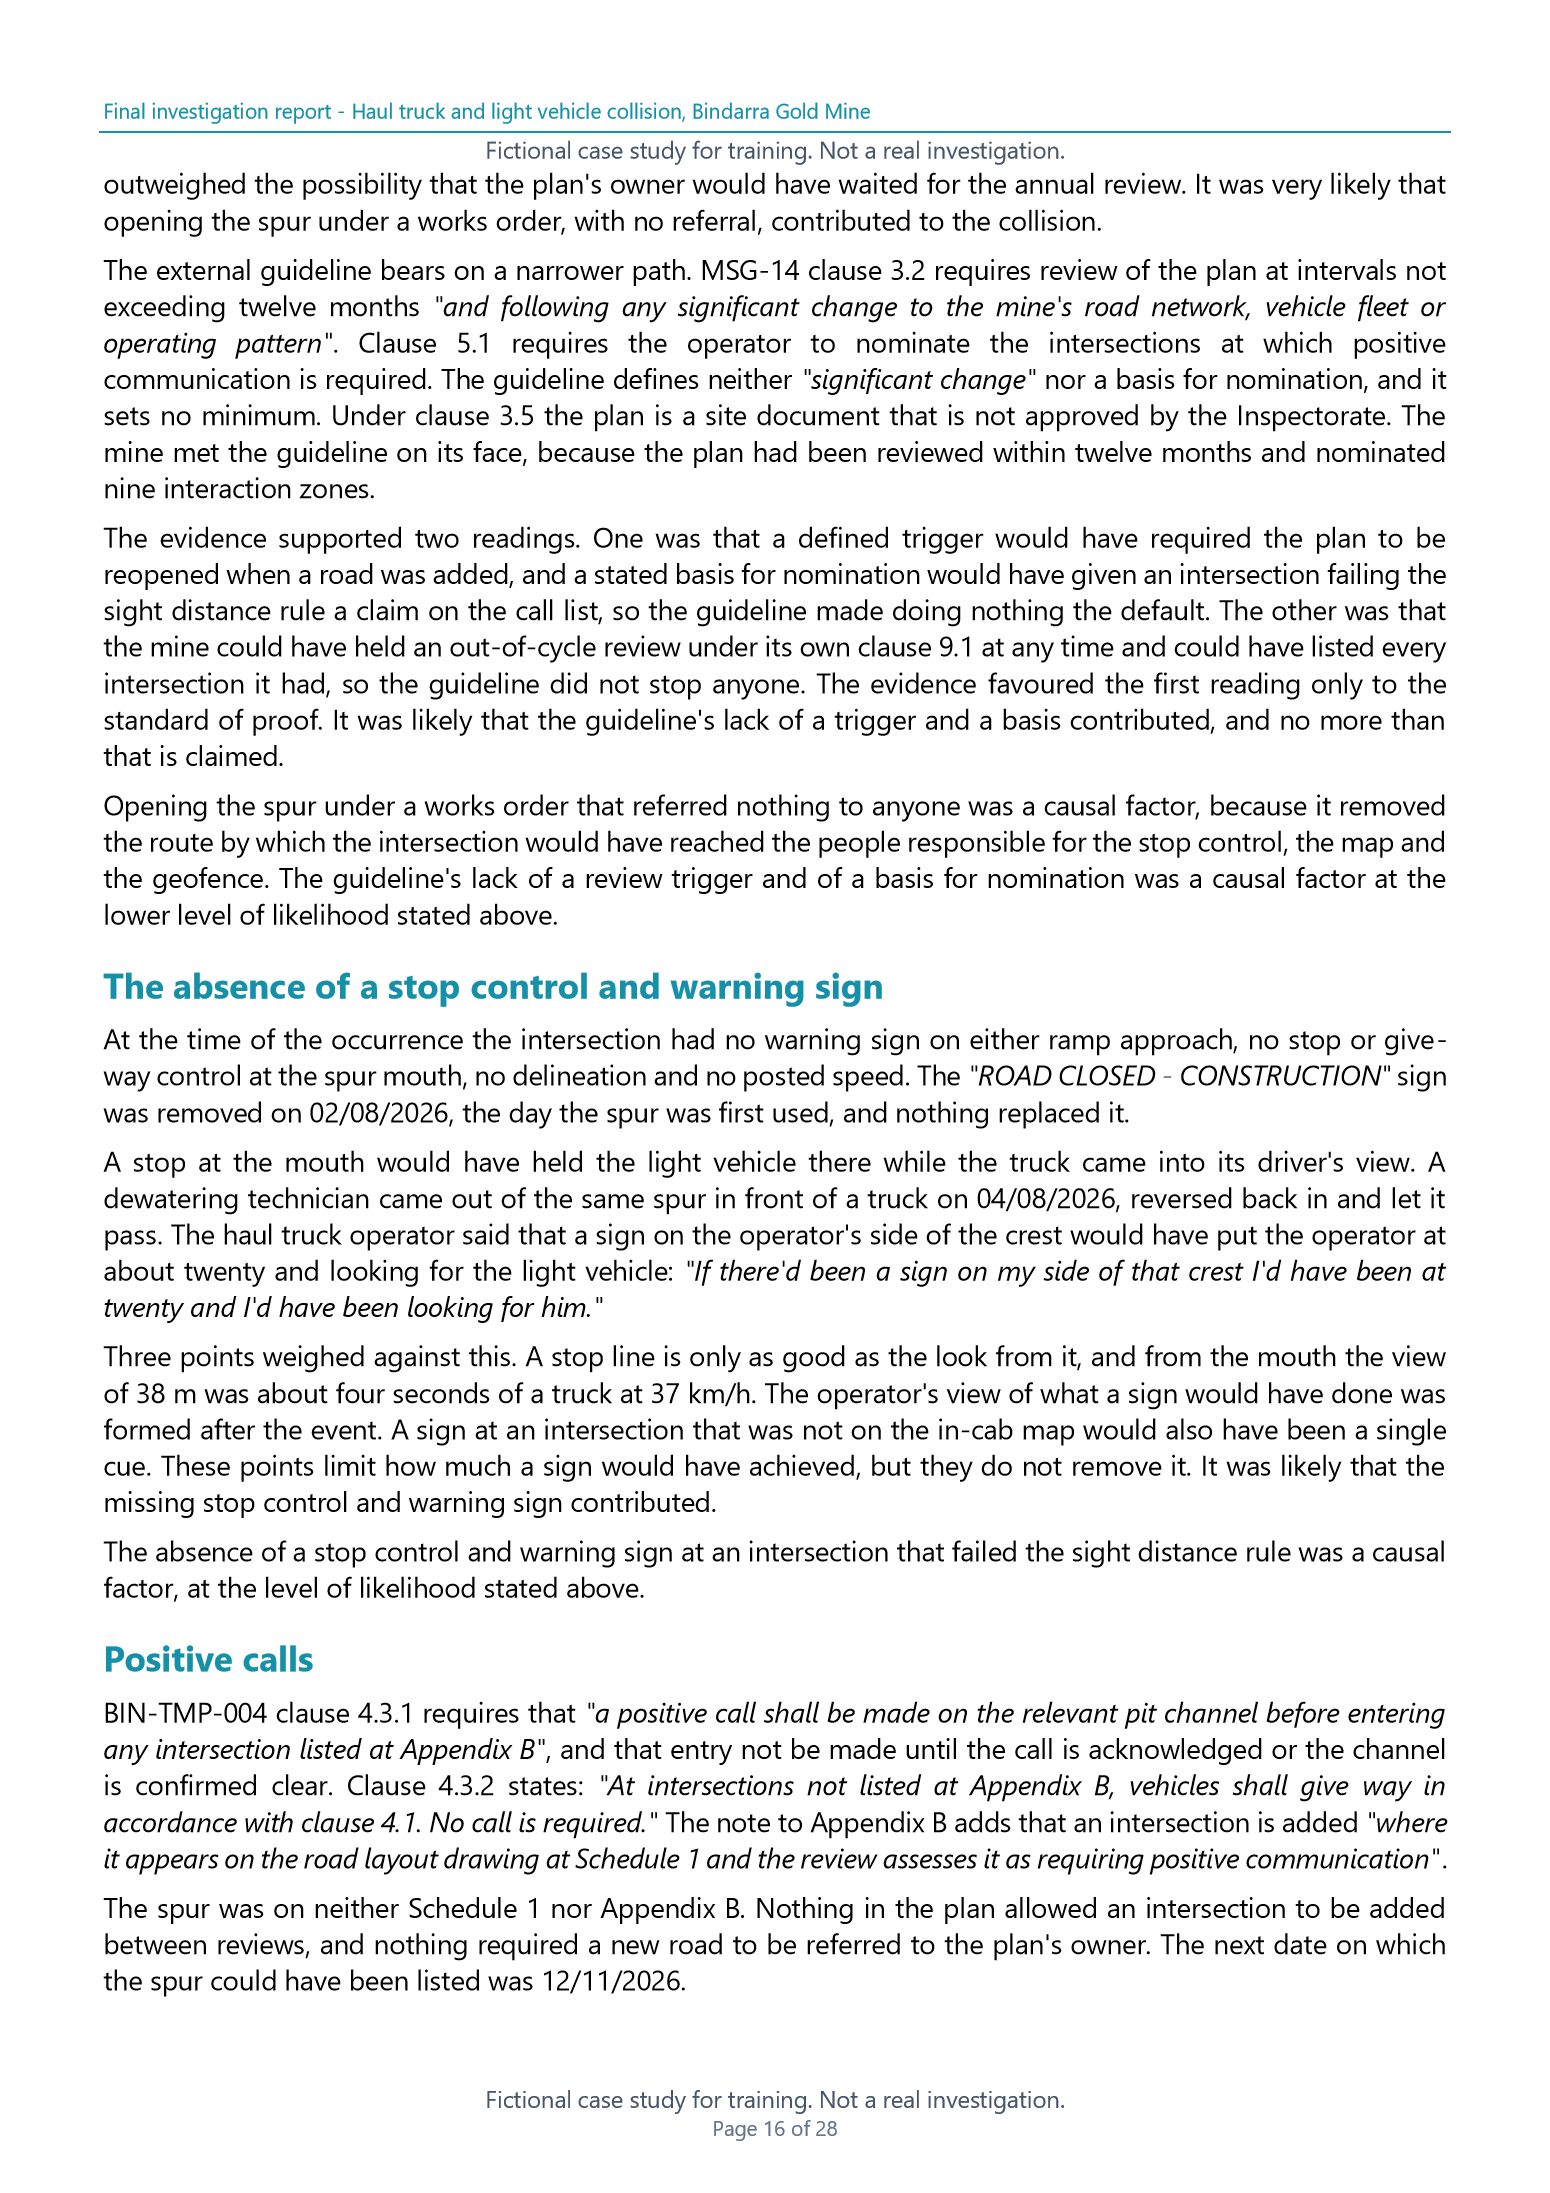 Final investigation report - Haul truck and light vehicle collision, Bindarra Gold Mine
Fictional case study for training. Not a real investigation.
outweighed the possibility that the plan's owner would have waited for the annual review. It was very likely that
opening the spur under a works order, with no referral, contributed to the collision.
The external guideline bears on a narrower path. MSG-14 clause 3.2 requires review of the plan at intervals not
exceeding twelve months "and following any significant change to the mine's road network, vehicle fleet or
operating pattern". Clause 5.1 requires the operator to nominate the intersections at which positive
communication is required. The guideline defines neither "significant change" nor a basis for nomination, and it
sets no minimum. Under clause 3.5 the plan is a site document that is not approved by the Inspectorate. The
mine met the guideline on its face, because the plan had been reviewed within twelve months and nominated
nine interaction zones.
The evidence supported two readings. One was that a defined trigger would have required the plan to be
reopened when a road was added, and a stated basis for nomination would have given an intersection failing the
sight distance rule a claim on the call list, so the guideline made doing nothing the default. The other was that
the mine could have held an out-of-cycle review under its own clause 9.1 at any time and could have listed every
intersection it had, so the guideline did not stop anyone. The evidence favoured the first reading only to the
standard of proof. It was likely that the guideline's lack of a trigger and a basis contributed, and no more than
that is claimed.
Opening the spur under a works order that referred nothing to anyone was a causal factor, because it removed
the route by which the intersection would have reached the people responsible for the stop control, the map and
the geofence. The guideline's lack of a review trigger and of a basis for nomination was a causal factor at the
lower level of likelihood stated above.
The absence of a stop control and warning sign
At the time of the occurrence the intersection had no warning sign on either ramp approach, no stop or give-
way control at the spur mouth, no delineation and no posted speed. The "ROAD CLOSED - CONSTRUCTION" sign
was removed on 02/08/2026, the day the spur was first used, and nothing replaced it.
A stop at the mouth would have held the light vehicle there while the truck came into its driver's view. A
dewatering technician came out of the same spur in front of a truck on 04/08/2026, reversed back in and let it
pass. The haul truck operator said that a sign on the operator's side of the crest would have put the operator at
about twenty and looking for the light vehicle: "If there'd been a sign on my side of that crest I'd have been at
twenty and I'd have been looking for him."
Three points weighed against this. A stop line is only as good as the look from it, and from the mouth the view
of 38 m was about four seconds of a truck at 37 km/h. The operator's view of what a sign would have done was
formed after the event. A sign at an intersection that was not on the in-cab map would also have been a single
cue. These points limit how much a sign would have achieved, but they do not remove it. It was likely that the
missing stop control and warning sign contributed.
The absence of a stop control and warning sign at an intersection that failed the sight distance rule was a causal
factor, at the level of likelihood stated above.
Positive calls
BIN-TMP-004 clause 4.3.1 requires that "a positive call shall be made on the relevant pit channel before entering
any intersection listed at Appendix B", and that entry not be made until the call is acknowledged or the channel
is confirmed clear. Clause 4.3.2 states: "At intersections not listed at Appendix B, vehicles shall give way in
accordance with clause 4.1. No call is required." The note to Appendix B adds that an intersection is added "where
it appears on the road layout drawing at Schedule 1 and the review assesses it as requiring positive communication".
The spur was on neither Schedule 1 nor Appendix B. Nothing in the plan allowed an intersection to be added
between reviews, and nothing required a new road to be referred to the plan's owner. The next date on which
the spur could have been listed was 12/11/2026.
Fictional case study for training. Not a real investigation.
Page 16 of 28